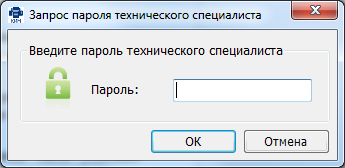 Запрос пароля технического специалиста
Введите пароль технического специалиста
Пароль:
OK
Отмена